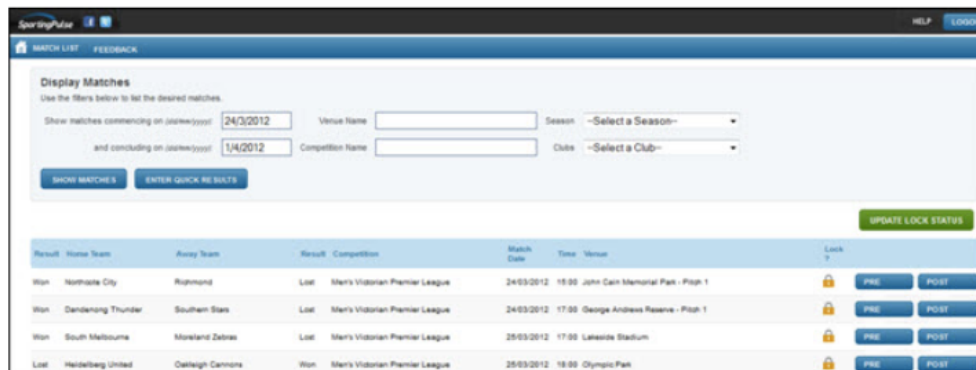 SportingPulse HELP LOGO
MATCH LIST FEEDBACK
Display Matches
Use the filters below to list the desired matches.
Show matches commencing on (dd/mm/yyyy) 24/3/2012 Venue Name Season --Select a Season--
and concluding on (dd/mm/yyyy) 1/4/2012 Competition Name Clubs --Select a Club--
SHOW MATCHES ENTER QUICK RESULTS
UPDATE LOCK STATUS
Result Home Team Away Team Result Competition Match Date Time Venue Lock ?
Won Northcote City Richmond Lost Men's Victorian Premier League 24/03/2012 15:00 John Cain Memorial Park - Pitch 1 PRE POST
Won Dandenong Thunder Southern Stars Lost Men's Victorian Premier League 24/03/2012 17:00 George Andrews Reserve - Pitch 1 PRE POST
Won South Melbourne Moreland Zebras Lost Men's Victorian Premier League 25/03/2012 17:00 Lakeside Stadium PRE POST
Lost Heidelberg United Oakleigh Cannons Won Men's Victorian Premier League 25/03/2012 18:00 Olympic Park PRE POST